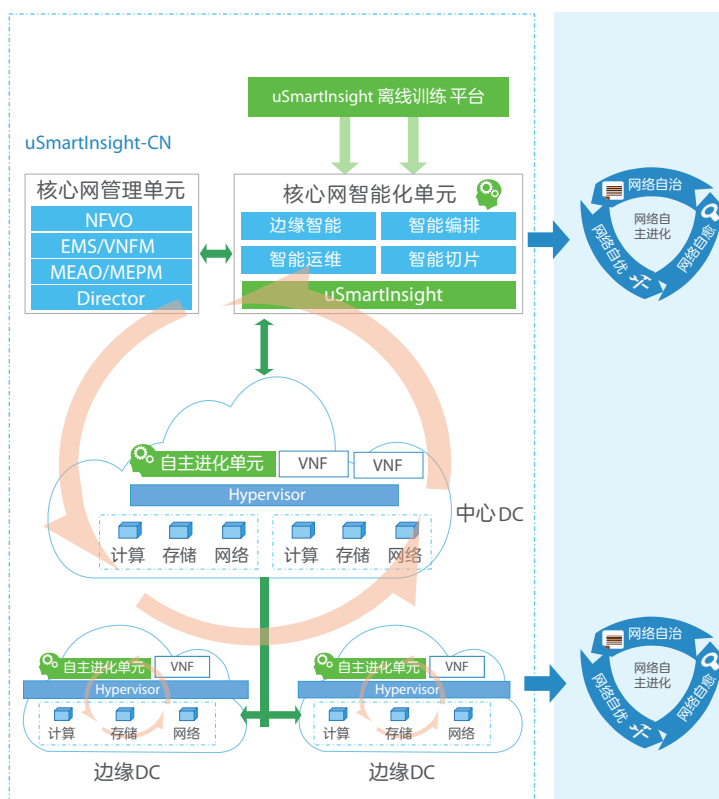 uSmartInsight 离线训练 平台
uSmartInsight-CN
核心网管理单元
NFVO
EMS/VNFM
MEAO/MEPM
Director
核心网智能化单元
边缘智能
智能编排
智能运维
智能切片
uSmartInsight
网络自治
网络自愈
网络自优
网络自
主进化
自主进化单元
VNF
VNF
Hypervisor
计算
存储
网络
计算
存储
网络
中心 DC
自主进化单元
VNF
Hypervisor
计算
存储
网络
边缘DC
自主进化单元
VNF
Hypervisor
计算
存储
网络
边缘DC
网络自治
网络自愈
网络自优
网络自
主进化